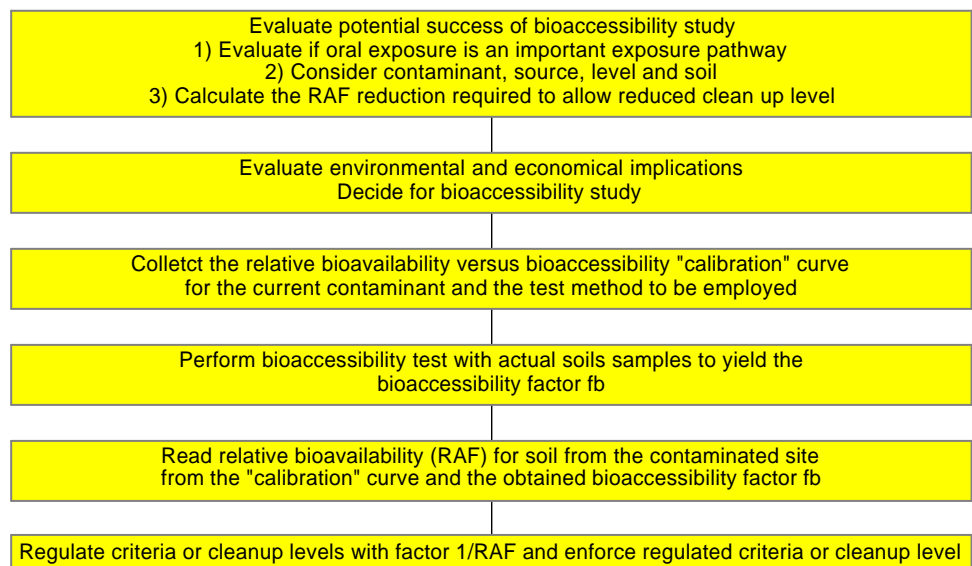 Evaluate potential success of bioaccessibility study
1) Evaluate if oral exposure is an important exposure pathway
2) Consider contaminant, source, level and soil
3) Calculate the RAF reduction required to allow reduced clean up level
Evaluate environmental and economical implications
Decide for bioaccessibility study
Colletct the relative bioavailability versus bioaccessibility "calibration" curve
for the current contaminant and the test method to be employed
Perform bioaccessibility test with actual soils samples to yield the
bioaccessibility factor fb
Read relative bioavailability (RAF) for soil from the contaminated site
from the "calibration" curve and the obtained bioaccessibility factor fb
Regulate criteria or cleanup levels with factor 1/RAF and enforce regulated criteria or cleanup level